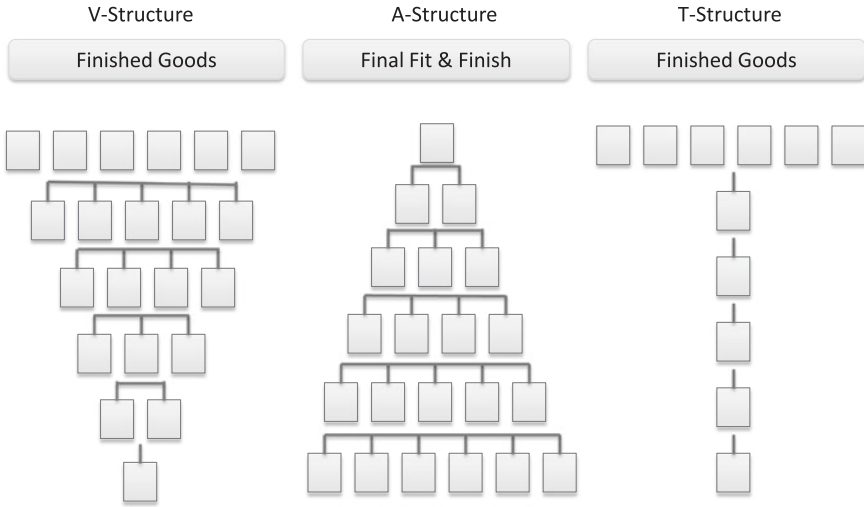 V-Structure
A-Structure
T-Structure
Finished Goods
Final Fit & Finish
Finished Goods